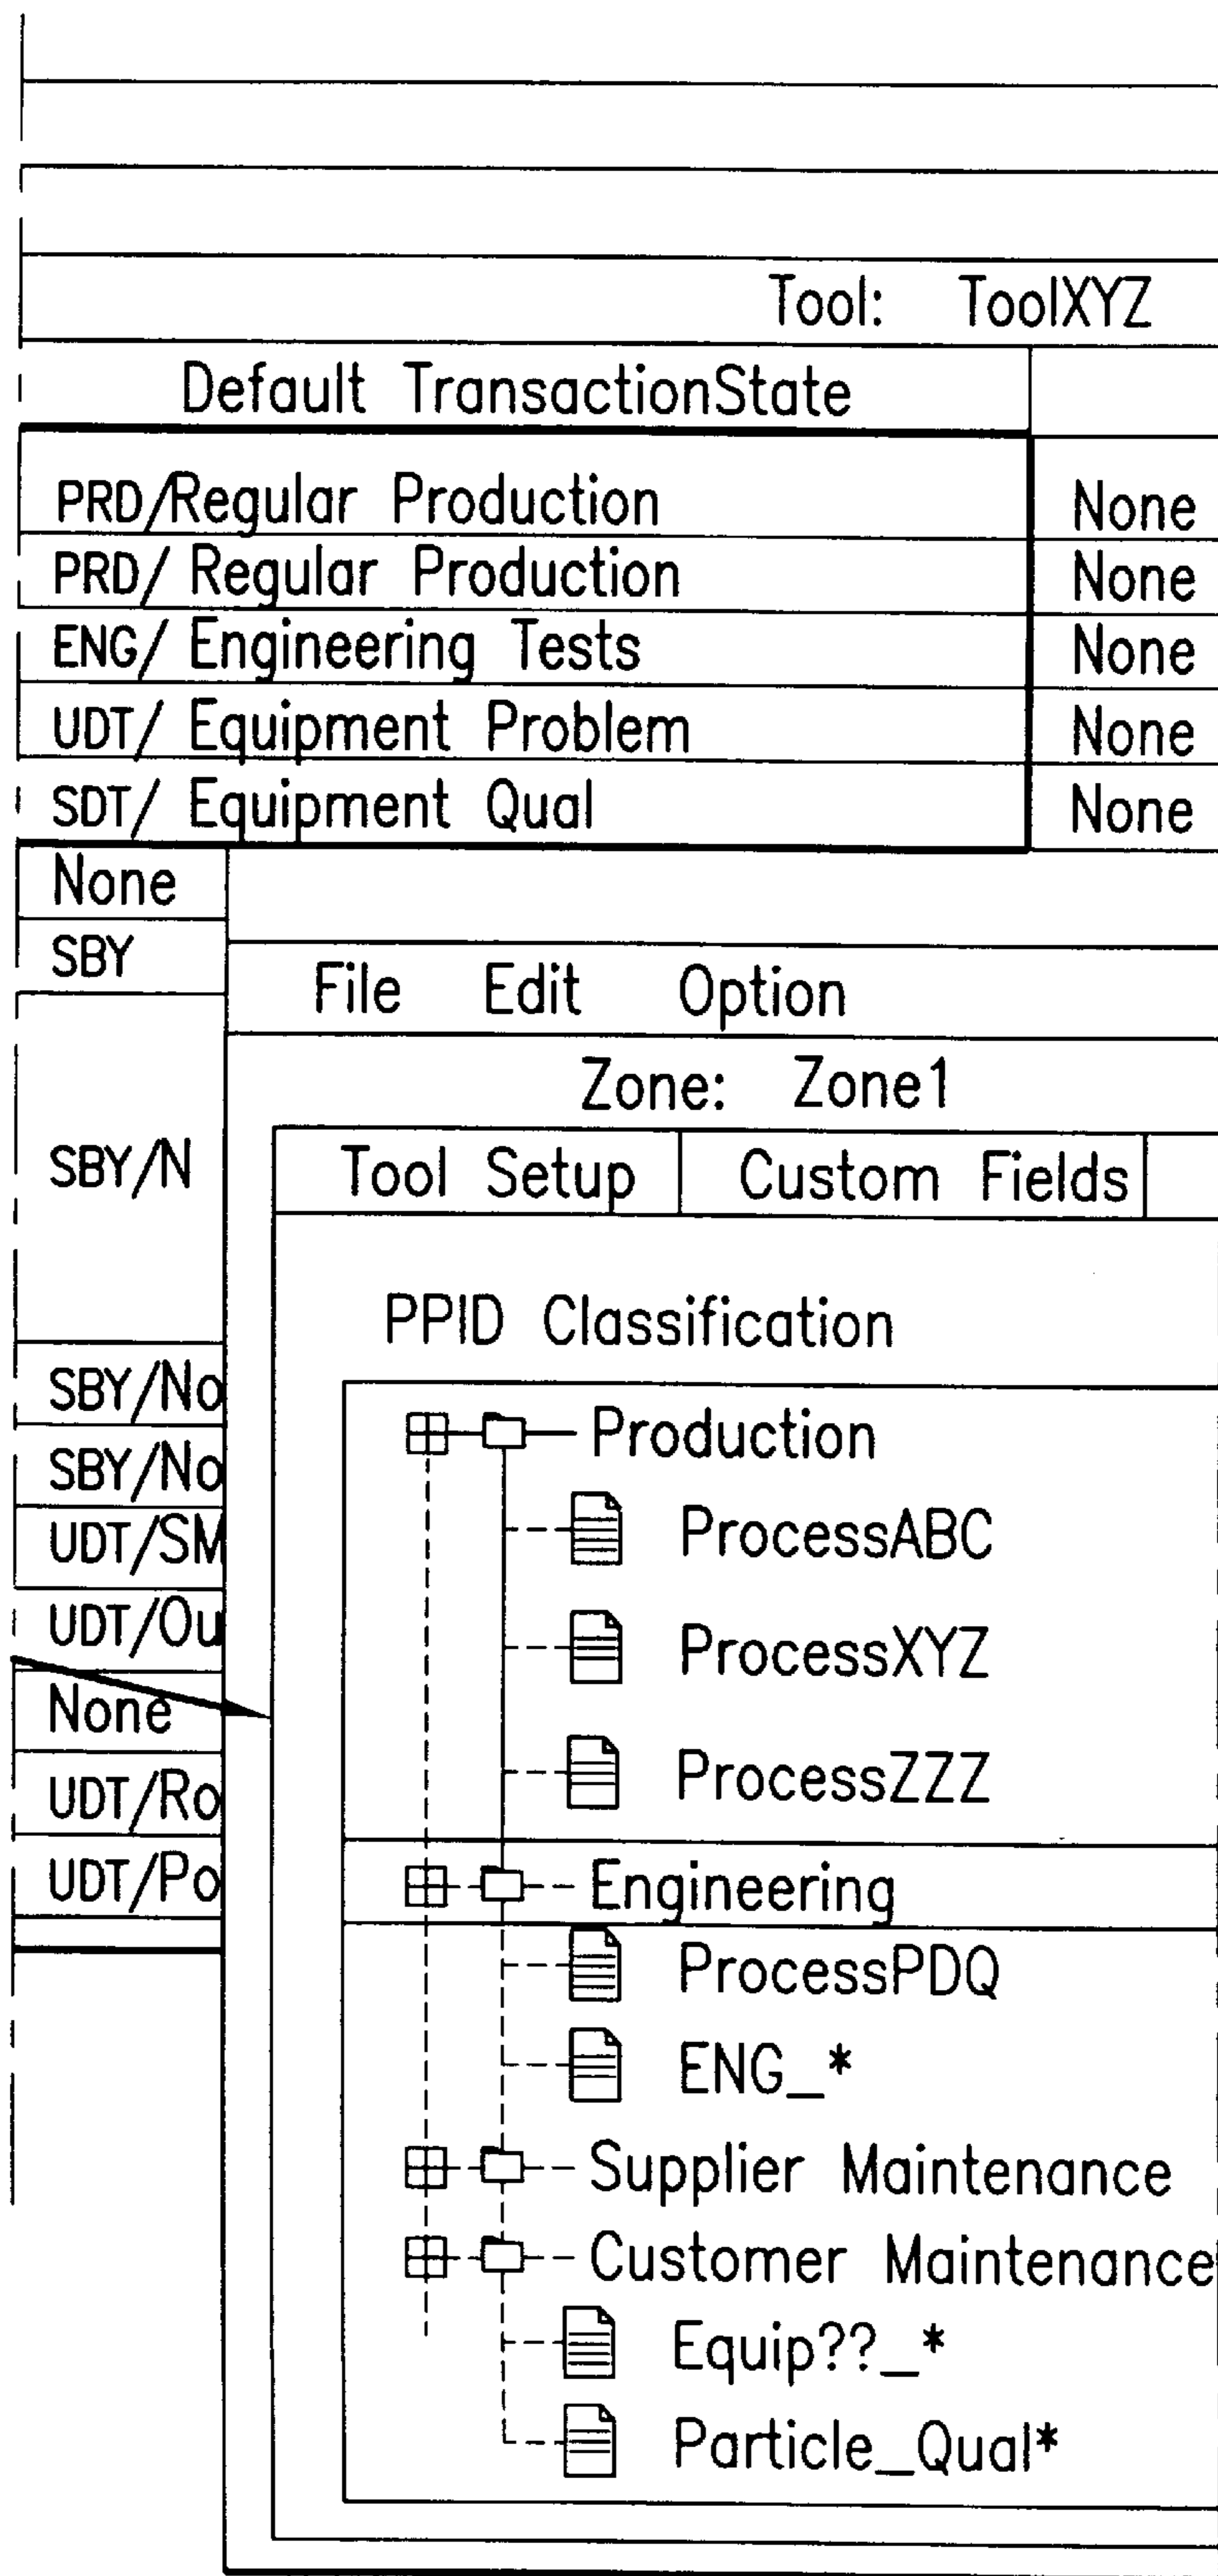 Tool: ToolXYZ
Default TransactionState
PRD/Regular Production None
PRD/ Regular Production None
ENG/ Engineering Tests None
UDT/ Equipment Problem None
SDT/ Equipment Qual None
None
SBY
File Edit Option
Zone: Zone1
SBY/N
Tool Setup Custom Fields
PPID Classification
SBY/No
Production
SBY/No
ProcessABC
UDT/SM
UDT/Ou
ProcessXYZ
None
ProcessZZZ
UDT/Ro
UDT/Po
Engineering
ProcessPDQ
ENG_*
Supplier Maintenance
Customer Maintenance
Equip??_*
Particle_Qual*